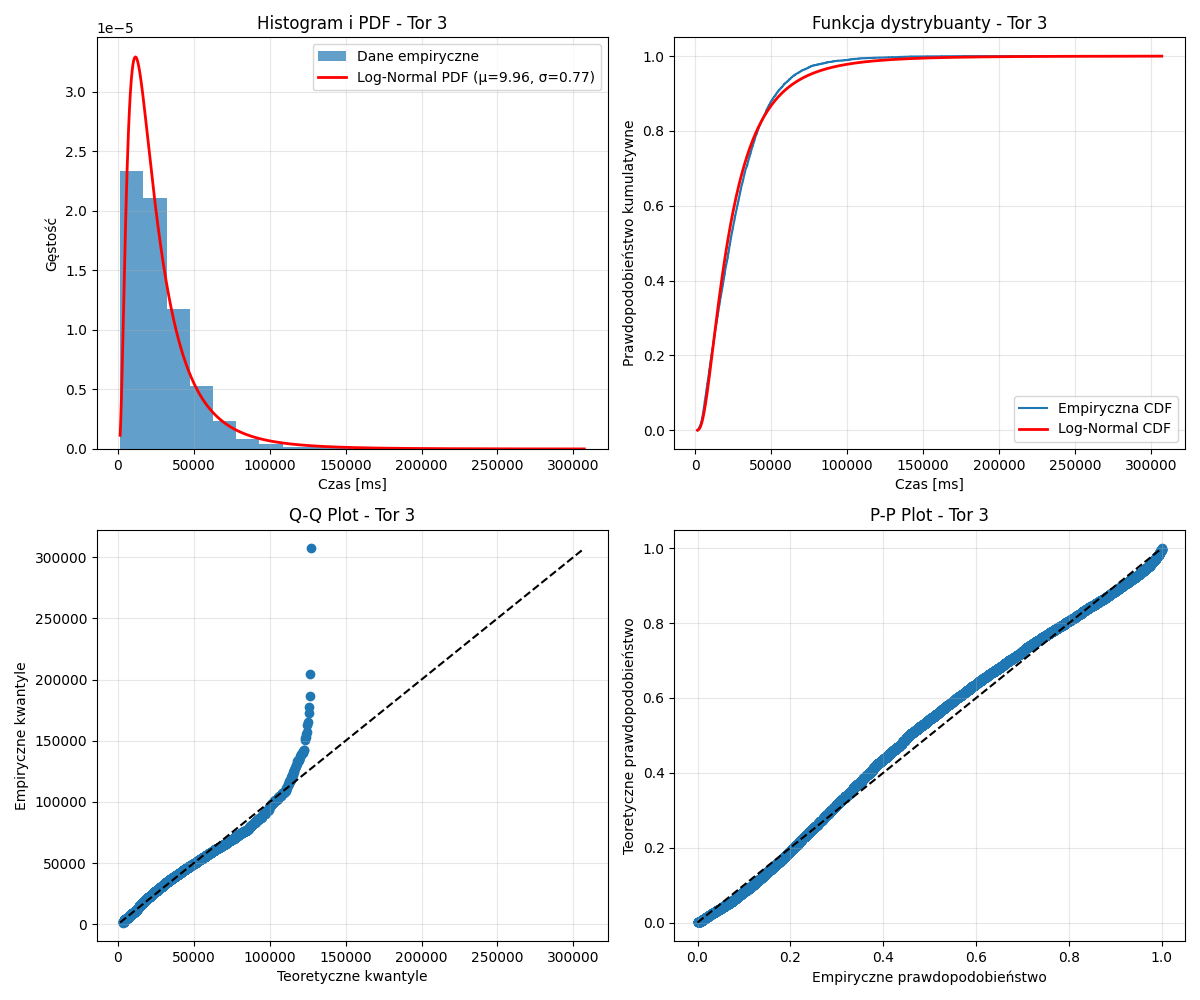 Histogram i PDF - Tor 3
1e−5
Dane empiryczne
Log-Normal PDF (μ=9.96, σ=0.77)
3.0
2.5
2.0
1.5
1.0
0.5
0.0
Gęstość
0 50000 100000 150000 200000 250000 300000
Czas [ms]
Funkcja dystrybuanty - Tor 3
1.0
0.8
0.6
0.4
0.2
0.0
Prawdopodobieństwo kumulatywne
Empiryczna CDF
Log-Normal CDF
0 50000 100000 150000 200000 250000 300000
Czas [ms]
Q-Q Plot - Tor 3
300000
250000
200000
150000
100000
50000
0
Empiryczne kwantyle
0 50000 100000 150000 200000 250000 300000
Teoretyczne kwantyle
P-P Plot - Tor 3
1.0
0.8
0.6
0.4
0.2
0.0
Teoretyczne prawdopodobieństwo
0.0 0.2 0.4 0.6 0.8 1.0
Empiryczne prawdopodobieństwo